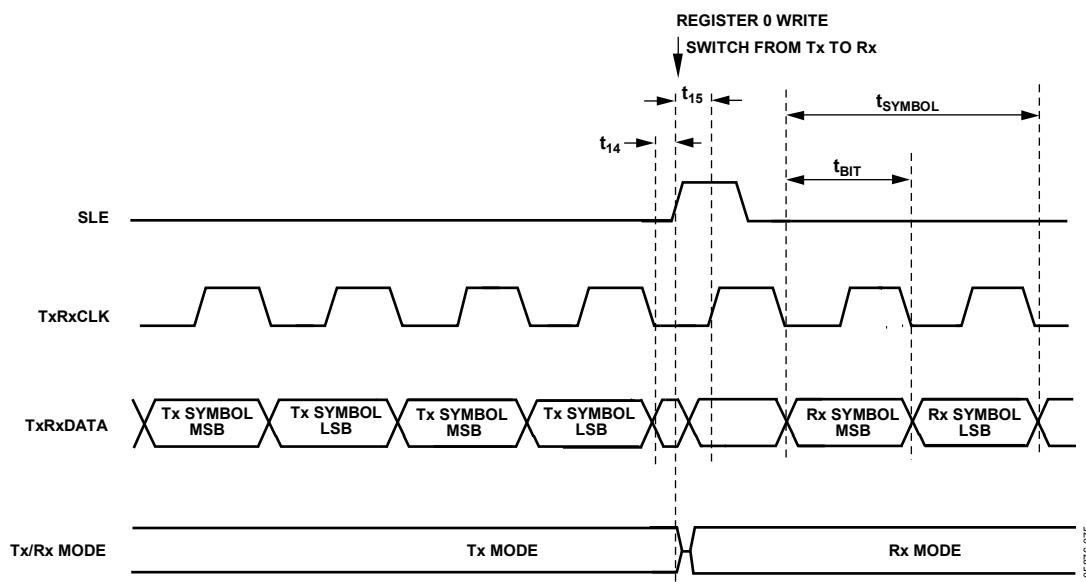 REGISTER 0 WRITE
SWITCH FROM Tx TO Rx
t15
tSYMBOL
t14
tBIT
SLE
TxRxCLK
TxRxDATA
Tx SYMBOL
MSB
Tx SYMBOL
LSB
Tx SYMBOL
MSB
Tx SYMBOL
LSB
Rx SYMBOL
MSB
Rx SYMBOL
LSB
Tx/Rx MODE
Tx MODE
Rx MODE